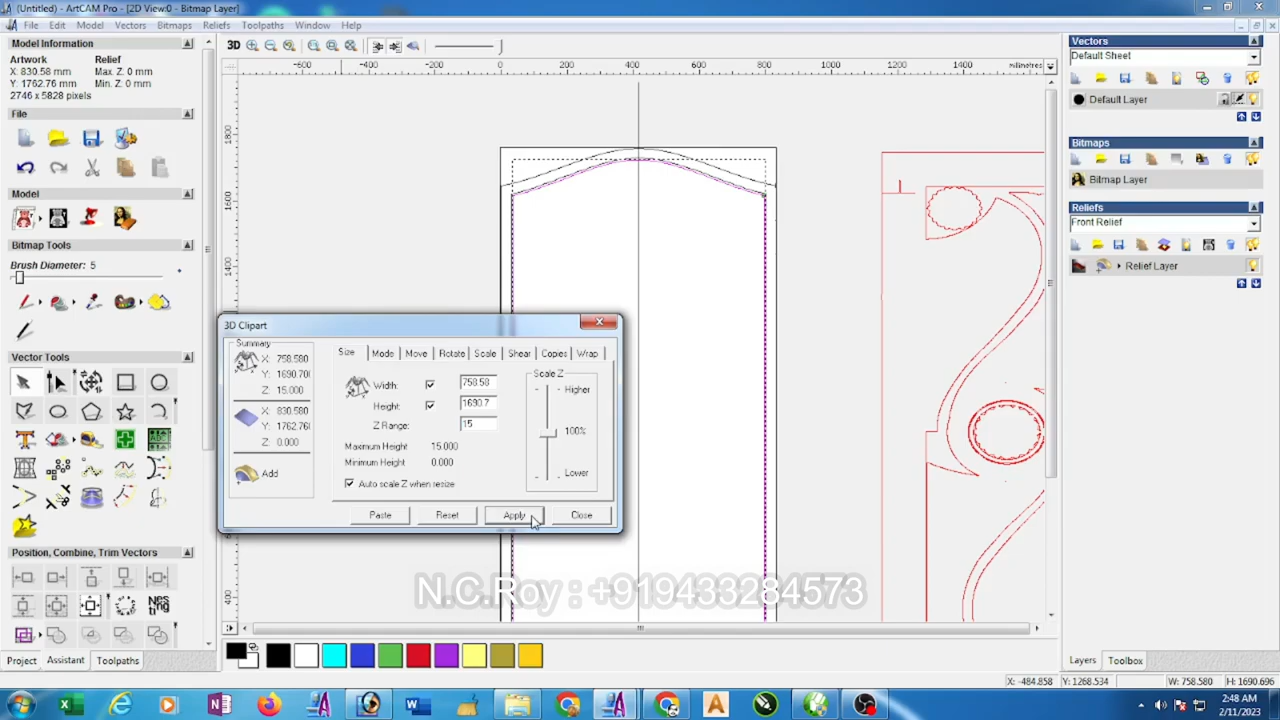 (Untitled) - ArtCAM Pro - [2D View:0 - Bitmap Layer]
File Edit Model Vectors Bitmaps Reliefs Toolpaths Window Help
Model Information
Artwork Relief
X: 830.58 mm Max. Z: 0 mm
Y: 1762.76 mm Min. Z: 0 mm
2746 x 5828 pixels
File
Model
Bitmap Tools
Brush Diameter: 5
Vector Tools
Position, Combine, Trim Vectors
Project Assistant Toolpaths
3D
-600 -400 -200 0 200 400 600 800 1200 1400 millimetres
1800
1600
1400
400
3D Clipart
Summary
X: 758.580
Y: 1690.70
Z: 15.000
X: 830.580
Y: 1762.76
Z: 0.000
Add
Size Mode Move Rotate Scale Shear Copies Wrap
Width: 758.58
Height: 1690.7
Z Range: 15
Maximum Height 15.000
Minimum Height 0.000
Auto scale Z when resize
Scale Z
Higher
100%
Lower
Paste Reset Apply Close
N.C.Roy : +919433284573
Vectors
Default Sheet
Default Layer
Bitmaps
Bitmap Layer
Reliefs
Front Relief
Relief Layer
Layers Toolbox
X: -484.858 Y: 1268.534 W: 758.580 H: 1690.696
2:48 AM
2/11/2023